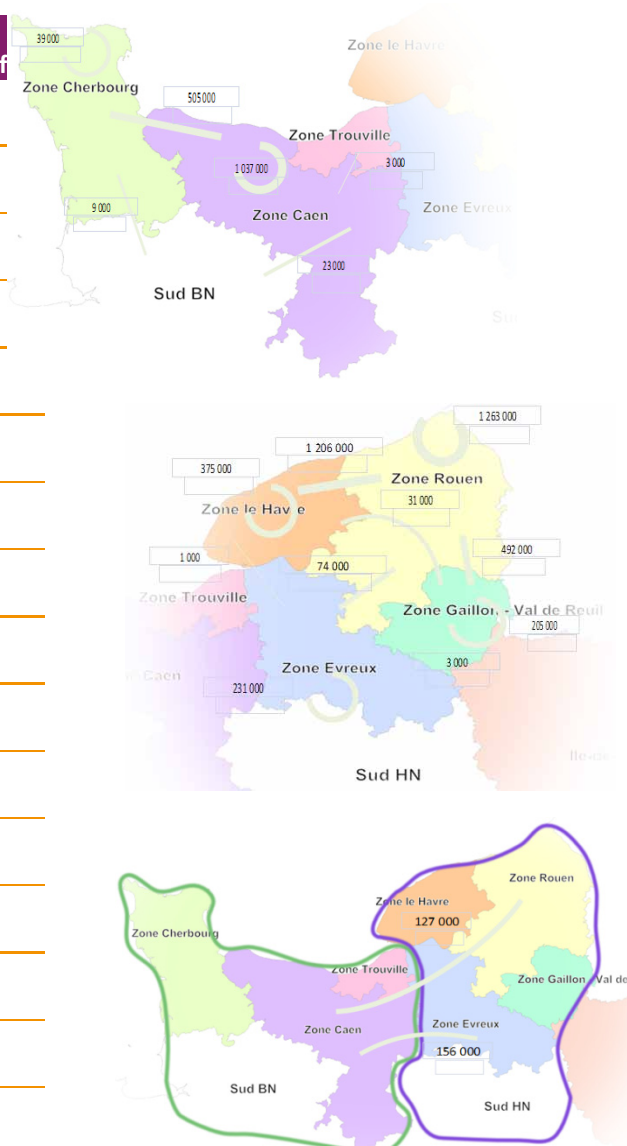 f
39 000
Zone le Havre
Zone Cherbourg
505 000
Zone Trouville
3 000
1 037 000
9 000
Zone Caen
Zone Evreux
23 000
Sud BN
1 263 000
1 206 000
375 000
Zone Rouen
31 000
Zone le Havre
492 000
1 000
74 000
Zone Trouville
Zone Gaillon - Val de Reuil
205 000
Zone Evreux
3 000
Caen
231 000
Ile-de
Sud HN
Zone Rouen
Zone le Havre
127 000
Zone Cherbourg
Zone Trouville
Zone Gaillon Val de
Zone Caen
Zone Evreux
156 000
Sud BN
Sud HN